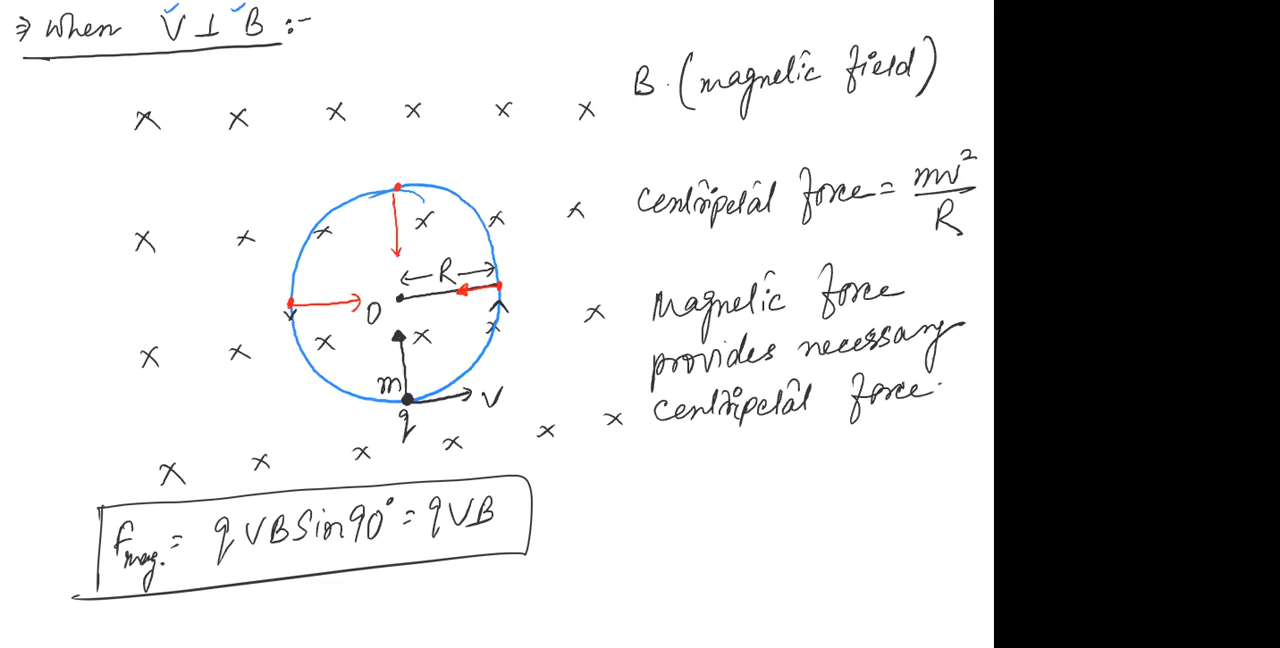 ⇒ When V ⊥ B :-
B. (magnetic field)
x x x x x x
Centripetal force = mv²/R
x x x x x x
R
O
Magnetic force
provides necessary
centripetal force.
x x x x x x
m
V
q
x x x x x x
Fmag. = qVBSin90° = qVB